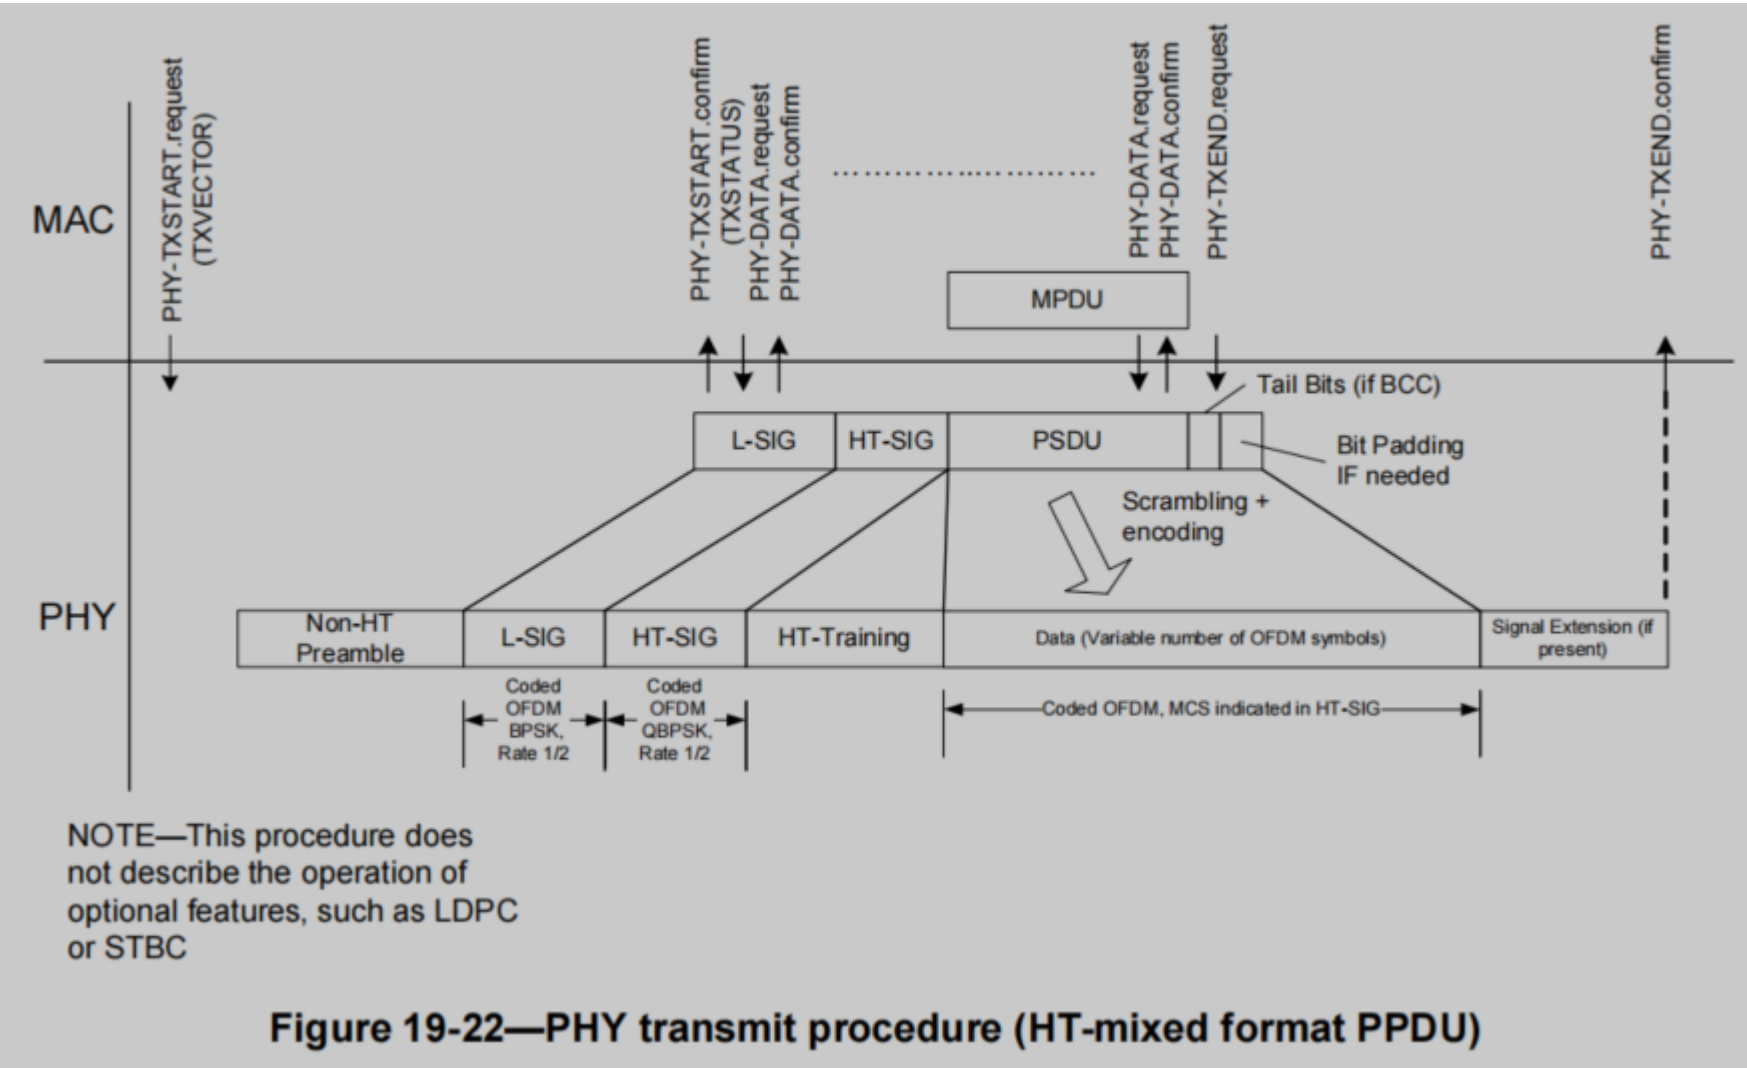 PHY-TXSTART.request
(TXVECTOR)
PHY-TXSTART.confirm
(TXSTATUS)
PHY-DATA.request
PHY-DATA.confirm
PHY-DATA.request
PHY-DATA.confirm
PHY-TXEND.request
PHY-TXEND.confirm
MAC
MPDU
Tail Bits (if BCC)
L-SIG
HT-SIG
PSDU
Bit Padding
IF needed
Scrambling +
encoding
PHY
Non-HT
Preamble
L-SIG
HT-SIG
HT-Training
Data (Variable number of OFDM symbols)
Signal Extension (if
present)
Coded
OFDM
BPSK,
Rate 1/2
Coded
OFDM
QBPSK,
Rate 1/2
Coded OFDM, MCS indicated in HT-SIG
NOTE—This procedure does
not describe the operation of
optional features, such as LDPC
or STBC
Figure 19-22—PHY transmit procedure (HT-mixed format PPDU)